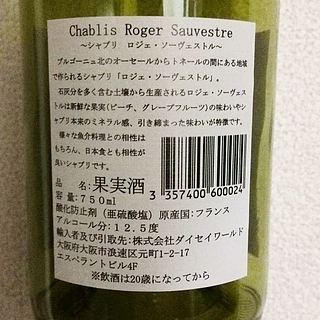 Chablis Roger Sauvestre
～シャブリ　ロジェ・ソーヴェストル～
ブルゴーニュ北のオーセールからトネールの間にある地域
で作られるシャブリ「ロジェ・ソーヴェストル」。
石灰分を多く含む土壌から生産されるロジェ・ソーヴェス
トルは新鮮な果実(ピーチ、グレープフルーツ)の味わいやシ
ャブリ本来のミネラル感、引き締まった味わいが特徴です。
様々な魚介料理との相性は
もちろん、日本食とも相性が
良いシャブリです。
品　名:果実酒
容量:750ml
3 357400 600024
酸化防止剤（亜硫酸塩）原産国:フランス
アルコール分:12.5度
輸入者及び引取先:株式会社ダイセイワールド
大阪府大阪市浪速区元町1-2-17
エスペラントビル4F
※飲酒は20歳になってから